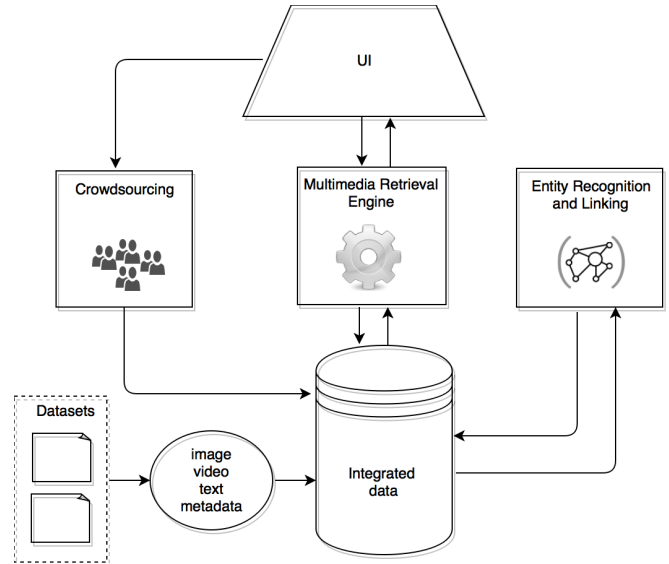 UI
Crowdsourcing
Multimedia Retrieval
Engine
Entity Recognition
and Linking
Datasets
image
video
text
metadata
Integrated
data